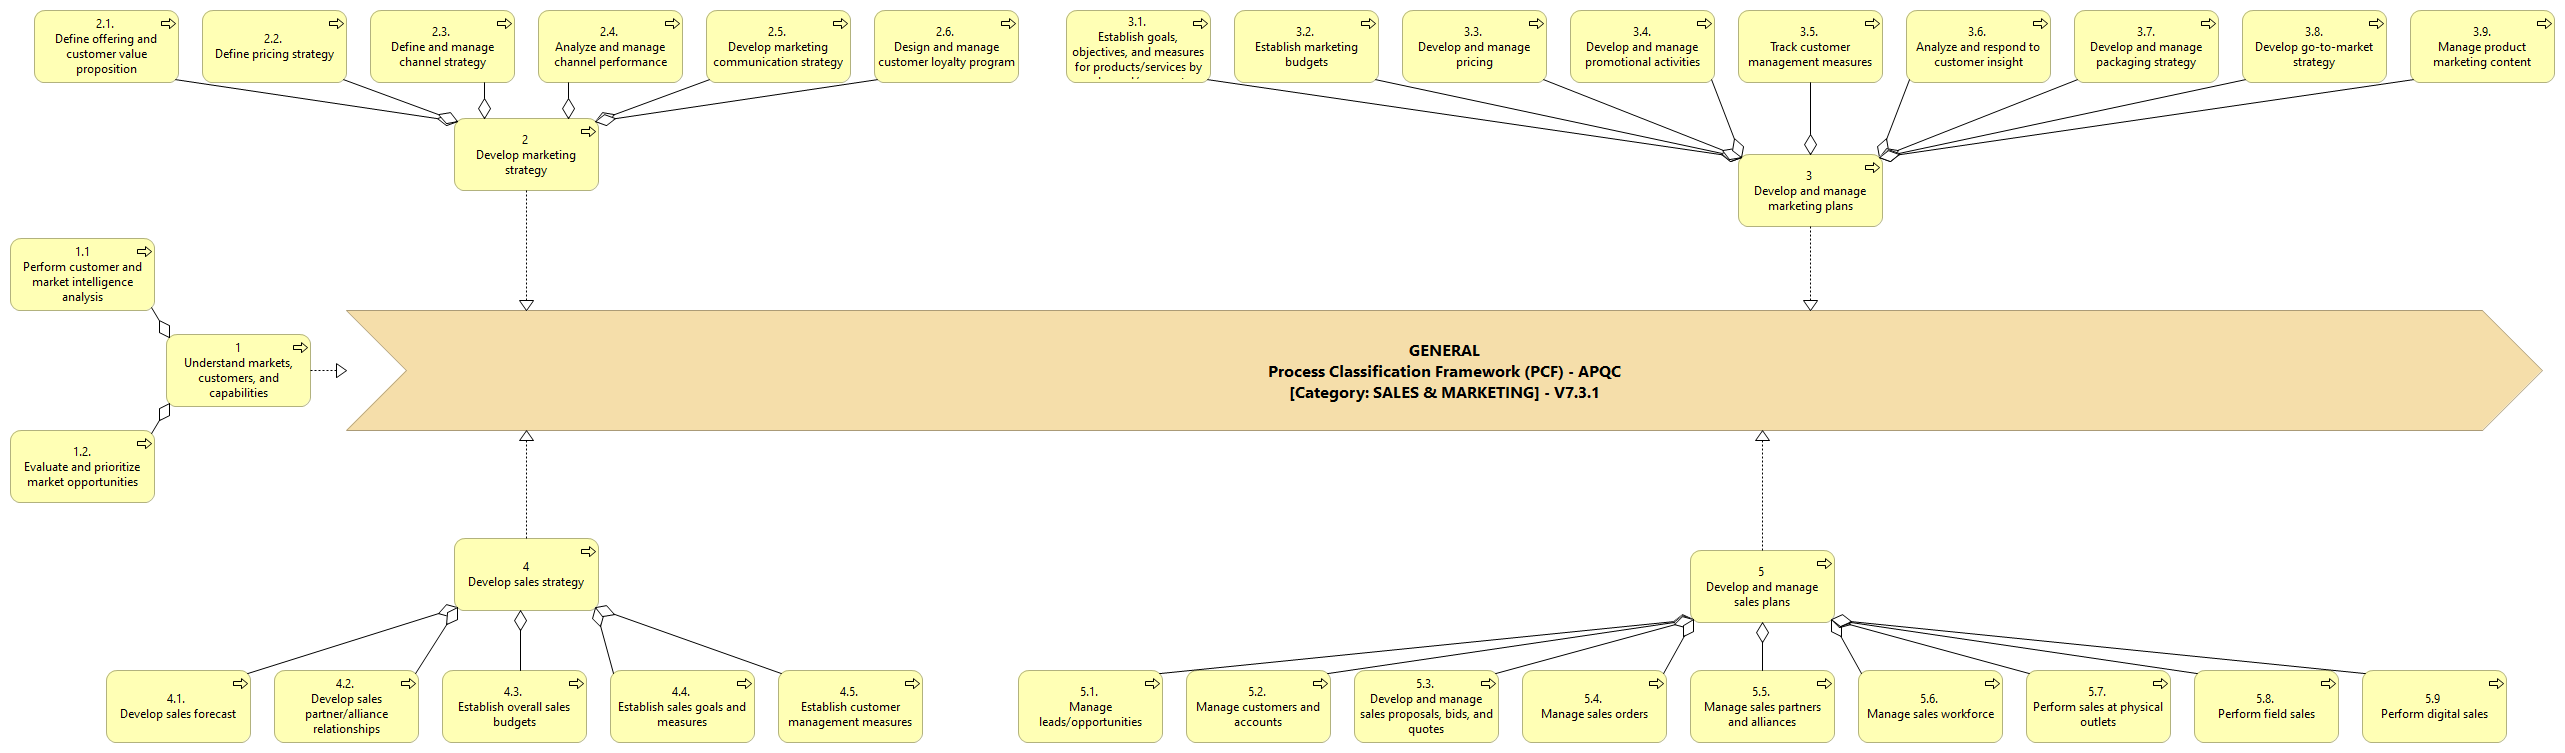 2.1.
Define offering and
customer value
proposition
2.2.
Define pricing strategy
2.3.
Define and manage
channel strategy
2.4.
Analyze and manage
channel performance
2.5.
Develop marketing
communication strategy
2.6.
Design and manage
customer loyalty program
3.1.
Establish goals,
objectives, and measures
for products/services by
3.2.
Establish marketing
budgets
3.3.
Develop and manage
pricing
3.4.
Develop and manage
promotional activities
3.5.
Track customer
management measures
3.6.
Analyze and respond to
customer insight
3.7.
Develop and manage
packaging strategy
3.8.
Develop go-to-market
strategy
3.9.
Manage product
marketing content
2
Develop marketing
strategy
3
Develop and manage
marketing plans
1.1
Perform customer and
market intelligence
analysis
1
Understand markets,
customers, and
capabilities
1.2.
Evaluate and prioritize
market opportunities
GENERAL
Process Classification Framework (PCF) - APQC
[Category: SALES & MARKETING] - V7.3.1
4
Develop sales strategy
5
Develop and manage
sales plans
4.1.
Develop sales forecast
4.2.
Develop sales
partner/alliance
relationships
4.3.
Establish overall sales
budgets
4.4.
Establish sales goals and
measures
4.5.
Establish customer
management measures
5.1.
Manage
leads/opportunities
5.2.
Manage customers and
accounts
5.3.
Develop and manage
sales proposals, bids, and
quotes
5.4.
Manage sales orders
5.5.
Manage sales partners
and alliances
5.6.
Manage sales workforce
5.7.
Perform sales at physical
outlets
5.8.
Perform field sales
5.9
Perform digital sales